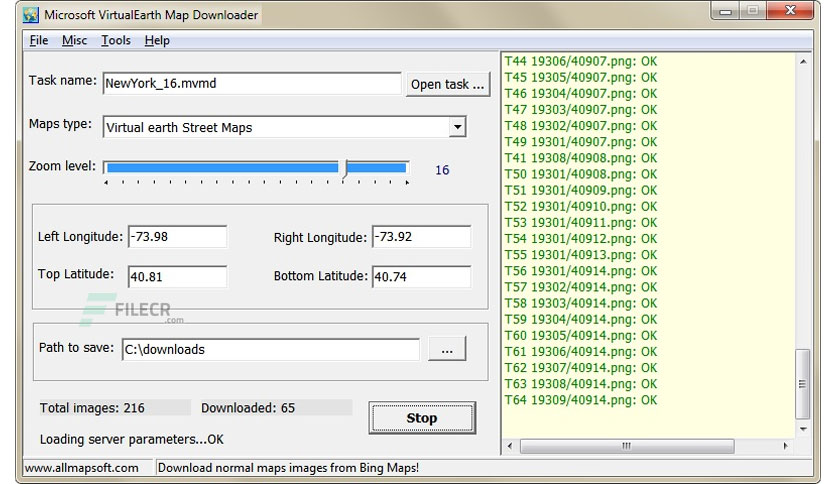 Microsoft VirtualEarth Map Downloader
File Misc Tools Help
Task name: NewYork_16.mvmd Open task ...
Maps type: Virtual earth Street Maps
Zoom level: 16
Left Longitude: -73.98 Right Longitude: -73.92
Top Latitude: 40.81 Bottom Latitude: 40.74
FILECR
.com
Path to save: C:\downloads ...
Total images: 216 Downloaded: 65 Stop
Loading server parameters...OK
T44 19306/40907.png: OK
T45 19305/40907.png: OK
T46 19304/40907.png: OK
T47 19303/40907.png: OK
T48 19302/40907.png: OK
T49 19301/40907.png: OK
T41 19308/40908.png: OK
T50 19301/40908.png: OK
T51 19301/40909.png: OK
T52 19301/40910.png: OK
T53 19301/40911.png: OK
T54 19301/40912.png: OK
T55 19301/40913.png: OK
T56 19301/40914.png: OK
T57 19302/40914.png: OK
T58 19303/40914.png: OK
T59 19304/40914.png: OK
T60 19305/40914.png: OK
T61 19306/40914.png: OK
T62 19307/40914.png: OK
T63 19308/40914.png: OK
T64 19309/40914.png: OK
www.allmapsoft.com Download normal maps images from Bing Maps!